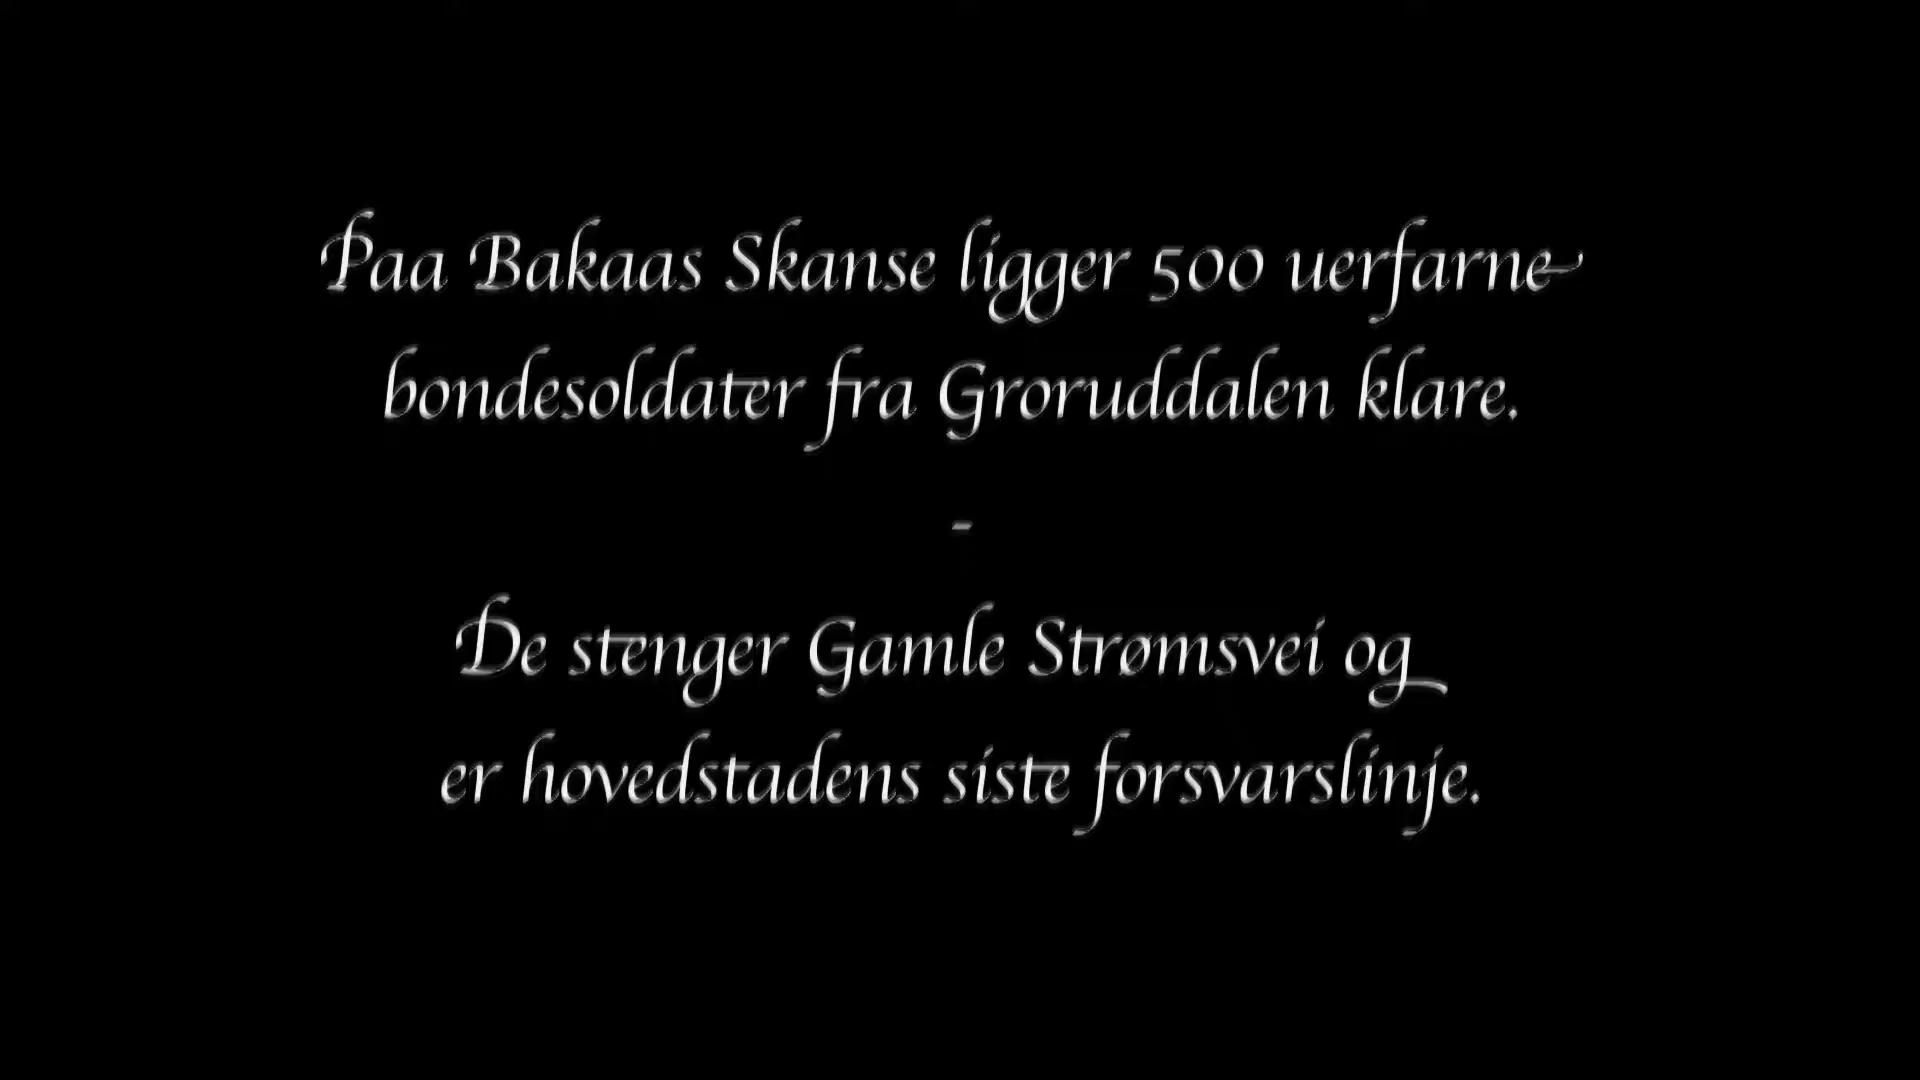 Paa Bakaas Skanse ligger 500 uerfarne
bondesoldater fra Groruddalen klare.
-
De stenger Gamle Strømsvei og
er hovedstadens siste forsvarslinje.